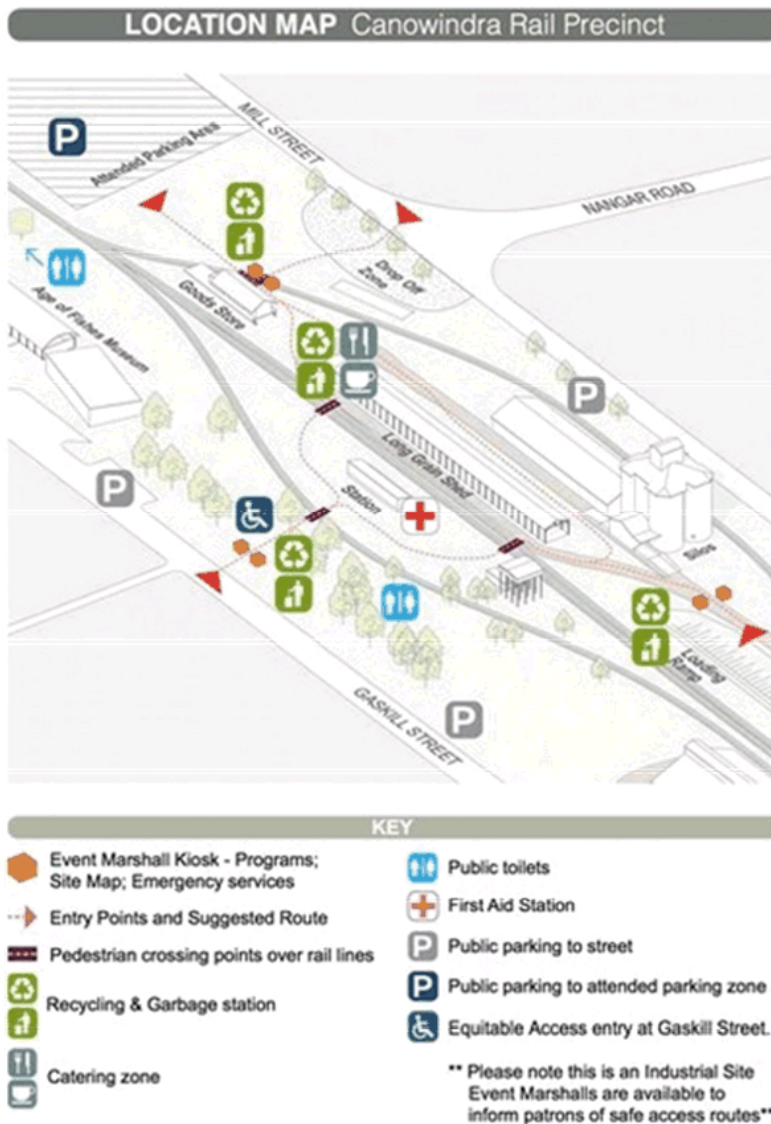 LOCATION MAP Canowindra Rail Precinct
P
Attended Parking Area
MILL STREET
NANGAR ROAD
Drop Off
Zone
Goods Store
Age of Fishes Museum
P
P
Long Grain Shed
Station
Silos
Loading
Ramp
P
GASKILL STREET
KEY
Event Marshall Kiosk - Programs;
Site Map; Emergency services
Entry Points and Suggested Route
Pedestrian crossing points over rail lines
Recycling & Garbage station
Catering zone
Public toilets
First Aid Station
P Public parking to street
P Public parking to attended parking zone
Equitable Access entry at Gaskill Street.
** Please note this is an Industrial Site
Event Marshalls are available to
inform patrons of safe access routes**